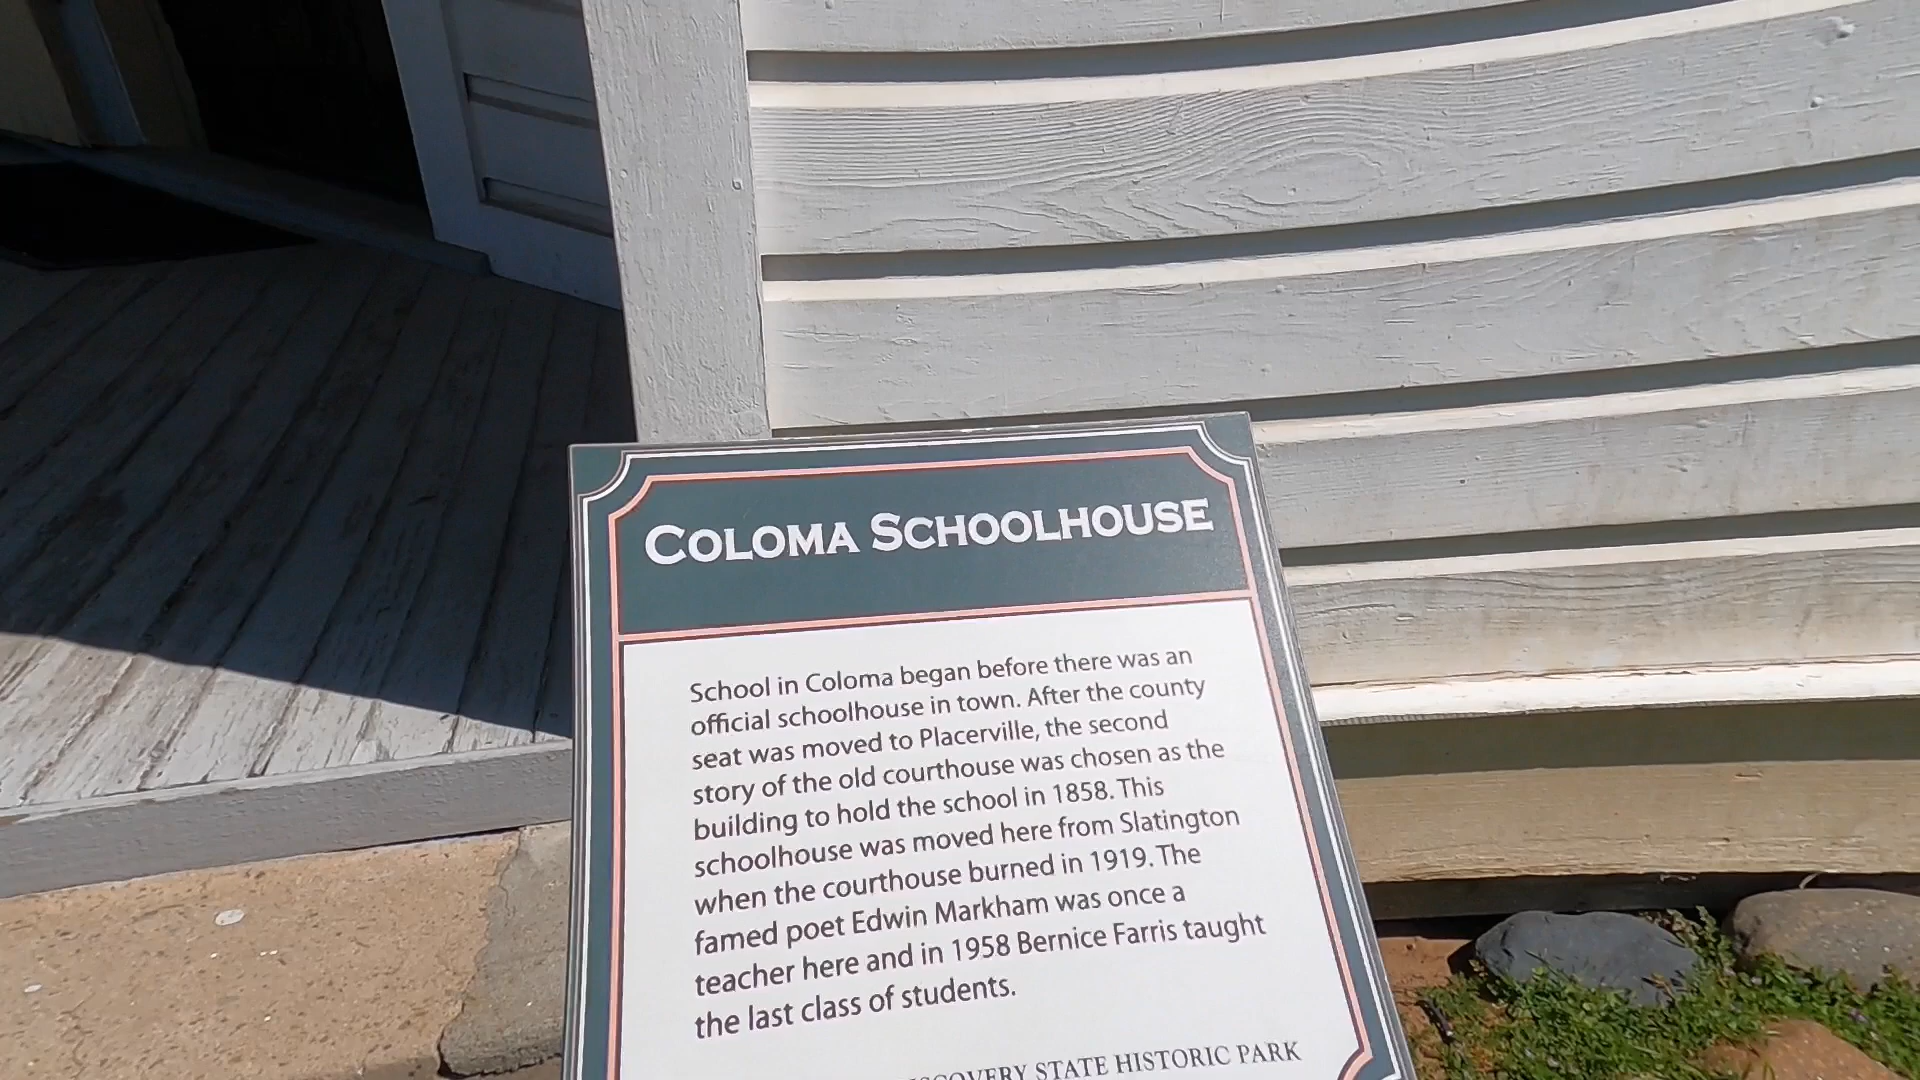 COLOMA SCHOOLHOUSE
School in Coloma began before there was an
official schoolhouse in town. After the county
seat was moved to Placerville, the second
story of the old courthouse was chosen as the
building to hold the school in 1858. This
schoolhouse was moved here from Slatington
when the courthouse burned in 1919. The
famed poet Edwin Markham was once a
teacher here and in 1958 Bernice Farris taught
the last class of students.
STATE HISTORIC PARK